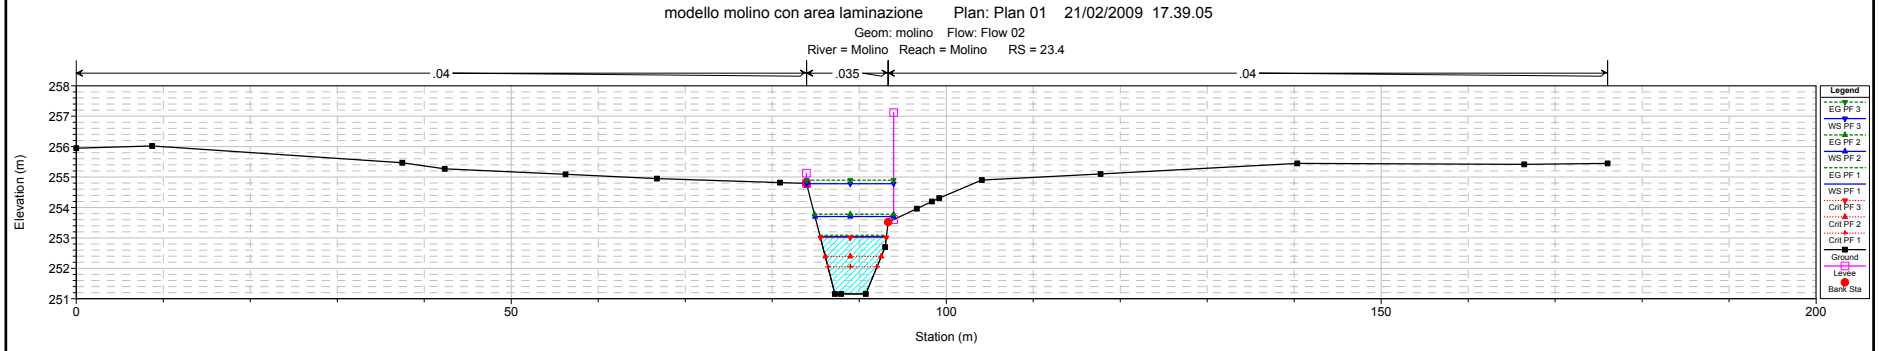 modello molino con area laminazione Plan: Plan 01 21/02/2009 17.39.05
Geom: molino Flow: Flow 02
River = Molino Reach = Molino RS = 23.4
.04 .035 .04
258
257
256
255
254
253
252
251
Elevation (m)
0 50 100 150 200
Station (m)
Legend
EG PF 3
WS PF 3
EG PF 2
WS PF 2
EG PF 1
WS PF 1
Crit PF 3
Crit PF 2
Crit PF 1
Ground
Levee
Bank Sta